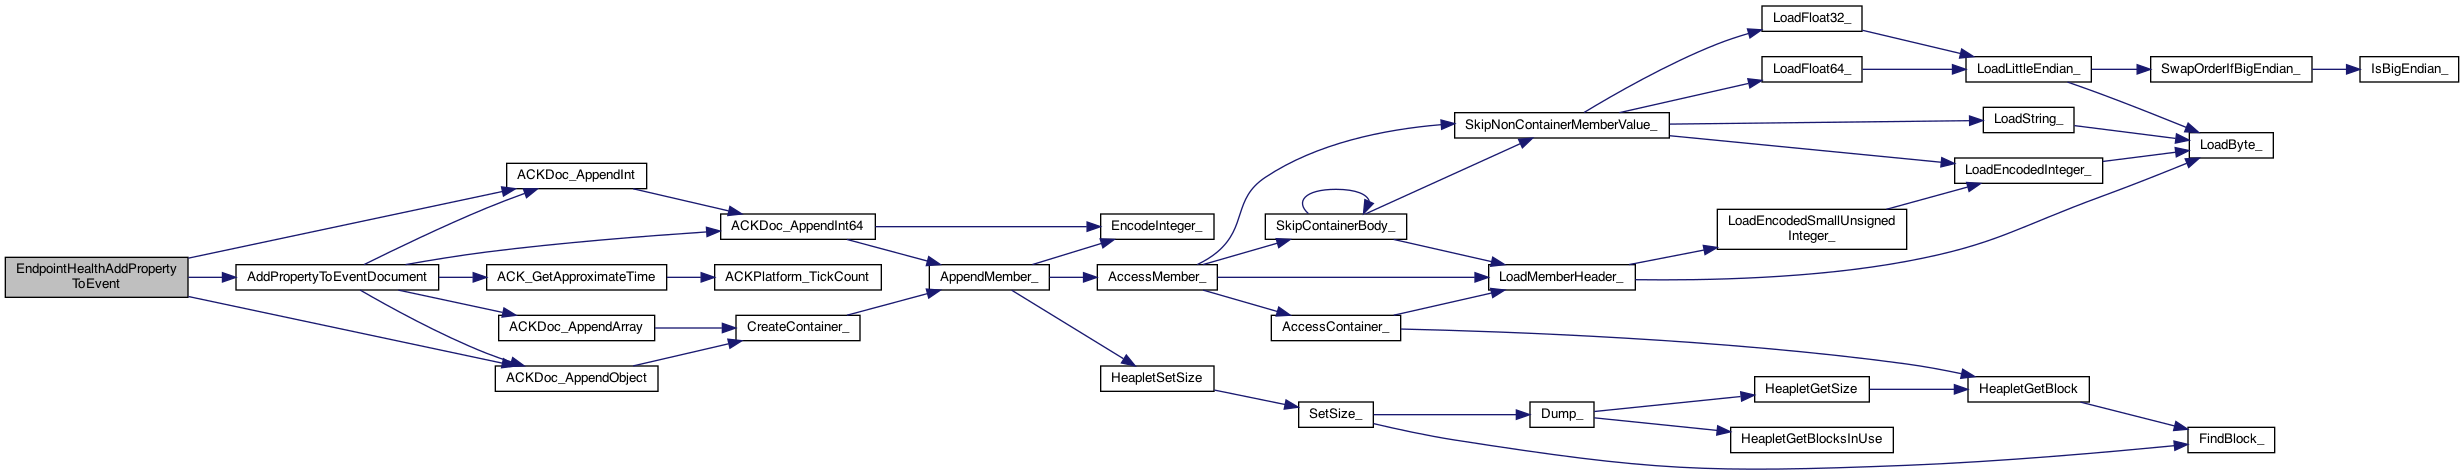 EndpointHealthAddProperty
ToEvent
AddPropertyToEventDocument
ACKDoc_AppendInt
ACK_GetApproximateTime
ACKDoc_AppendArray
ACKDoc_AppendObject
ACKDoc_AppendInt64
ACKPlatform_TickCount
CreateContainer_
AppendMember_
EncodeInteger_
AccessMember_
HeapletSetSize
SkipContainerBody_
AccessContainer_
SetSize_
SkipNonContainerMemberValue_
LoadMemberHeader_
Dump_
LoadFloat32_
LoadFloat64_
LoadEncodedSmallUnsigned
Integer_
HeapletGetSize
HeapletGetBlocksInUse
LoadLittleEndian_
LoadString_
LoadEncodedInteger_
HeapletGetBlock
SwapOrderIfBigEndian_
LoadByte_
FindBlock_
IsBigEndian_